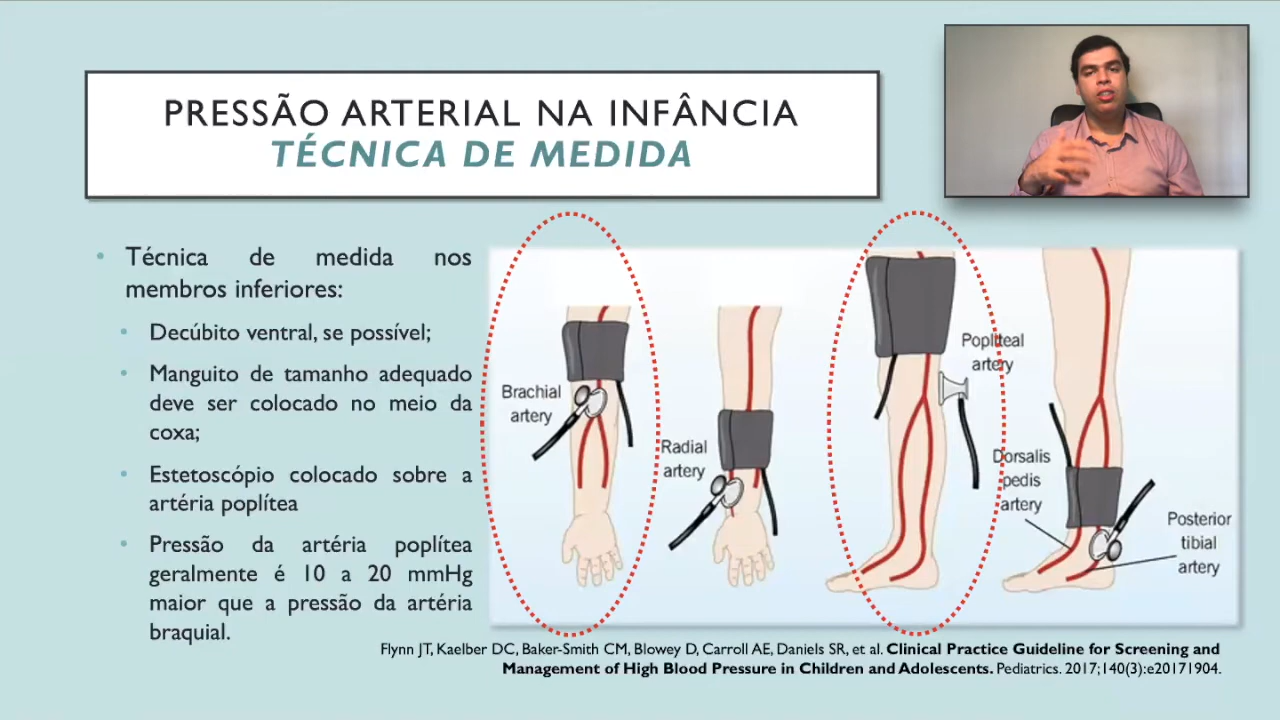 PRESSÃO ARTERIAL NA INFÂNCIA
TÉCNICA DE MEDIDA
• Técnica de medida nos
membros inferiores:
• Decúbito ventral, se possível;
• Manguito de tamanho adequado
deve ser colocado no meio da
coxa;
• Estetoscópio colocado sobre a
artéria poplítea
• Pressão da artéria poplítea
geralmente é 10 a 20 mmHg
maior que a pressão da artéria
braquial.
Brachial
artery
Radial
artery
Popliteal
artery
Dorsalis
pedis
artery
Posterior
tibial
artery
Flynn JT, Kaelber DC, Baker-Smith CM, Blowey D, Carroll AE, Daniels SR, et al. Clinical Practice Guideline for Screening and
Management of High Blood Pressure in Children and Adolescents. Pediatrics. 2017;140(3):e20171904.